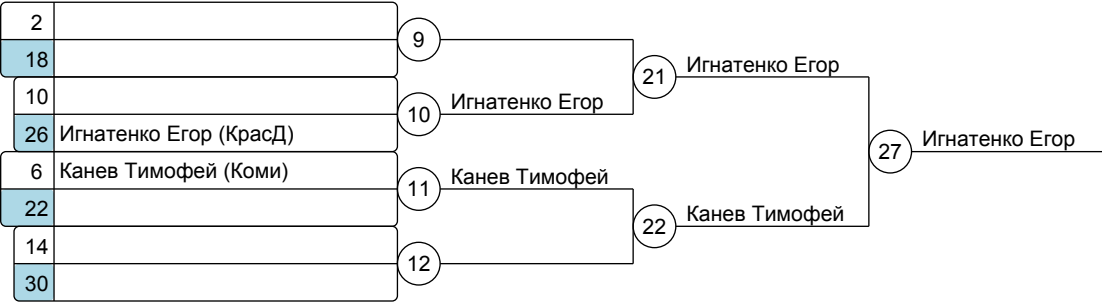 2
18
9
10
26 Игнатенко Егор (КрасД)
10
Игнатенко Егор
21
Игнатенко Егор
6 Канев Тимофей (Коми)
22
11
Канев Тимофей
14
30
12
22
Канев Тимофей
27
Игнатенко Егор